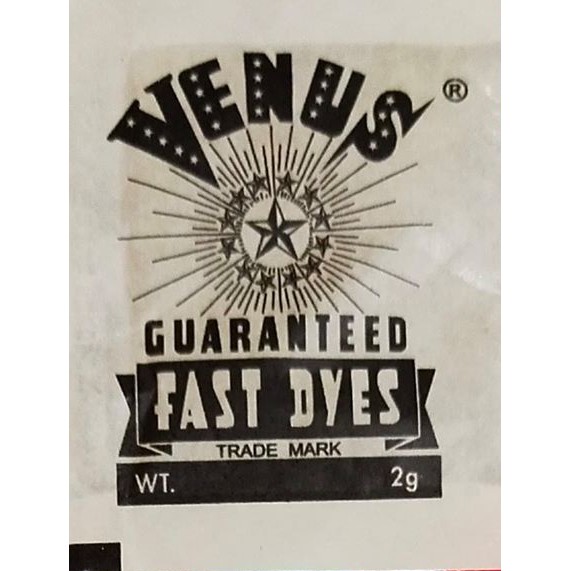 VENUS ®
GUARANTEED
FAST DYES
TRADE MARK
WT. 2g